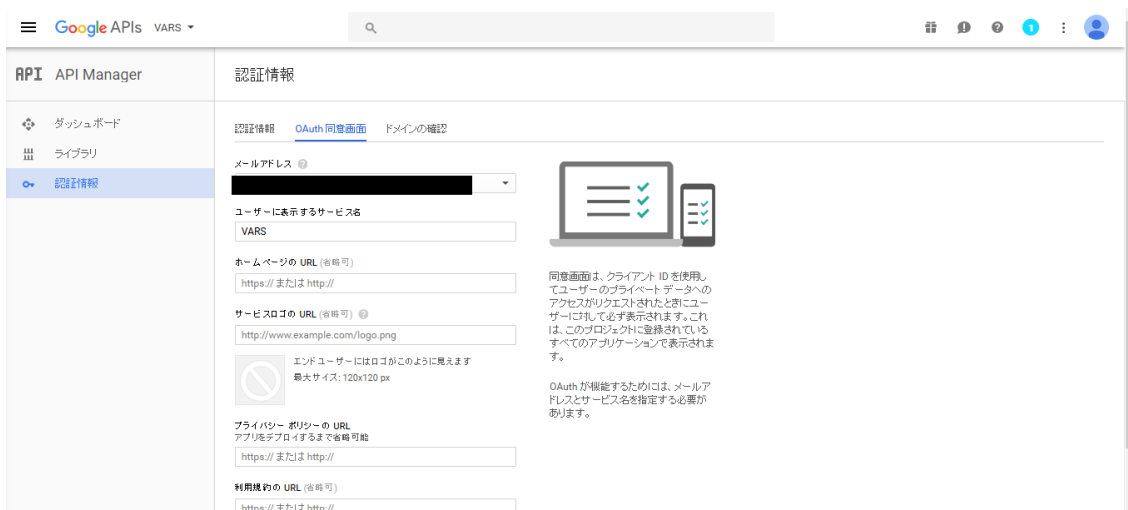 Google APIs VARS
1
API API Manager
認証情報
ダッシュボード
ライブラリ
認証情報
認証情報 OAuth 同意画面 ドメインの確認
メールアドレス
ユーザーに表示するサービス名
VARS
ホームページの URL (省略可)
https:// または http://
サービスロゴの URL (省略可)
http://www.example.com/logo.png
エンドユーザーにはロゴがこのように見えます
最大サイズ: 120x120 px
プライバシー ポリシーの URL
アプリをデプロイするまで省略可能
https:// または http://
利用規約の URL (省略可)
https:// または http://
同意画面は、クライアント ID を使用し
てユーザーのプライベート データへの
アクセスがリクエストされたときにユー
ザーに対して必ず表示されます。これ
は、このプロジェクトに登録されている
すべてのアプリケーションで表示されま
す。
OAuth が機能するためには、メールア
ドレスとサービス名を指定する必要が
あります。